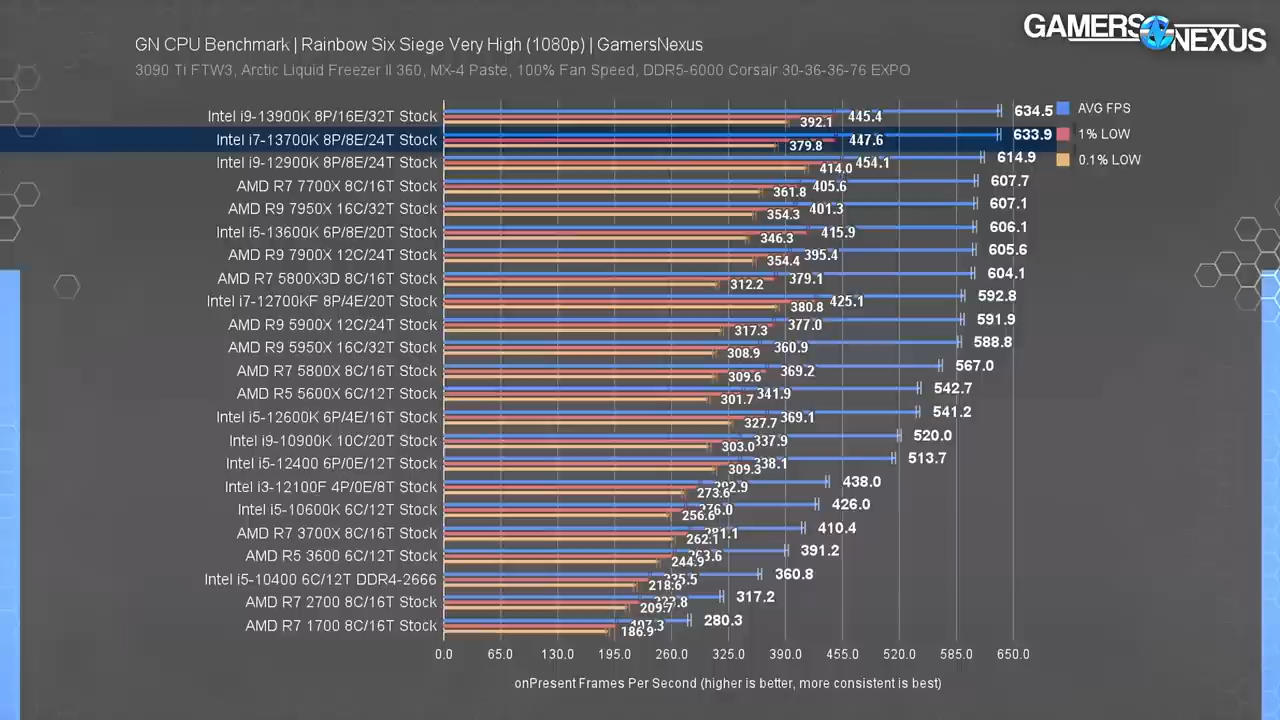 GAMERS NEXUS
GN CPU Benchmark | Rainbow Six Siege Very High (1080p) | GamersNexus
3090 Ti FTW3, Arctic Liquid Freezer II 360, MX-4 Paste, 100% Fan Speed, DDR5-6000 Corsair 30-36-36-76 EXPO
AVG FPS
1% LOW
0.1% LOW
Intel i9-13900K 8P/16E/32T Stock 634.5 445.4 392.1
Intel i7-13700K 8P/8E/24T Stock 633.9 447.6 379.8
Intel i9-12900K 8P/8E/24T Stock 614.9 454.1 414.0
AMD R7 7700X 8C/16T Stock 607.7 405.6 361.8
AMD R9 7950X 16C/32T Stock 607.1 401.3 354.3
Intel i5-13600K 6P/8E/20T Stock 606.1 415.9 346.3
AMD R9 7900X 12C/24T Stock 605.6 395.4 354.4
AMD R7 5800X3D 8C/16T Stock 604.1 379.1 312.2
Intel i7-12700KF 8P/4E/20T Stock 592.8 425.1 380.8
AMD R9 5900X 12C/24T Stock 591.9 377.0 317.3
AMD R9 5950X 16C/32T Stock 588.8 360.9 308.9
AMD R7 5800X 8C/16T Stock 567.0 369.2 309.6
AMD R5 5600X 6C/12T Stock 542.7 341.9 301.7
Intel i5-12600K 6P/4E/16T Stock 541.2 369.1 327.7
Intel i9-10900K 10C/20T Stock 520.0 337.9 303.0
Intel i5-12400 6P/0E/12T Stock 513.7 338.1 309.3
Intel i3-12100F 4P/0E/8T Stock 438.0 273.6
Intel i5-10600K 6C/12T Stock 426.0 256.6
AMD R7 3700X 8C/16T Stock 410.4 262.1
AMD R5 3600 6C/12T Stock 391.2 244.9
Intel i5-10400 6C/12T DDR4-2666 360.8 218.6
AMD R7 2700 8C/16T Stock 317.2 209.7
AMD R7 1700 8C/16T Stock 280.3 186.9
0.0 65.0 130.0 195.0 260.0 325.0 390.0 455.0 520.0 585.0 650.0
onPresent Frames Per Second (higher is better, more consistent is best)